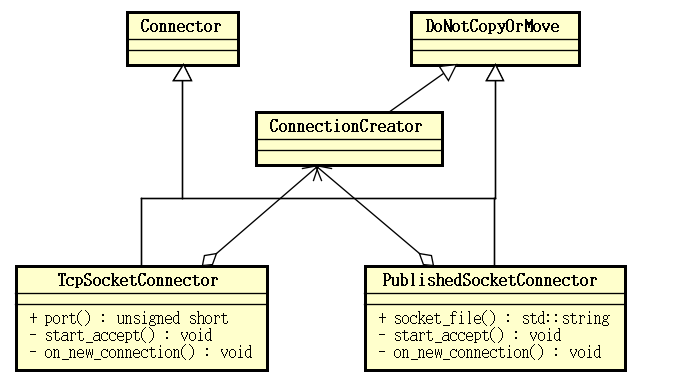 Connector
DoNotCopyOrMove
ConnectionCreator
TcpSocketConnector
+ port() : unsigned short
- start_accept() : void
- on_new_connection() : void
PublishedSocketConnector
+ socket_file() : std::string
- start_accept() : void
- on_new_connection() : void